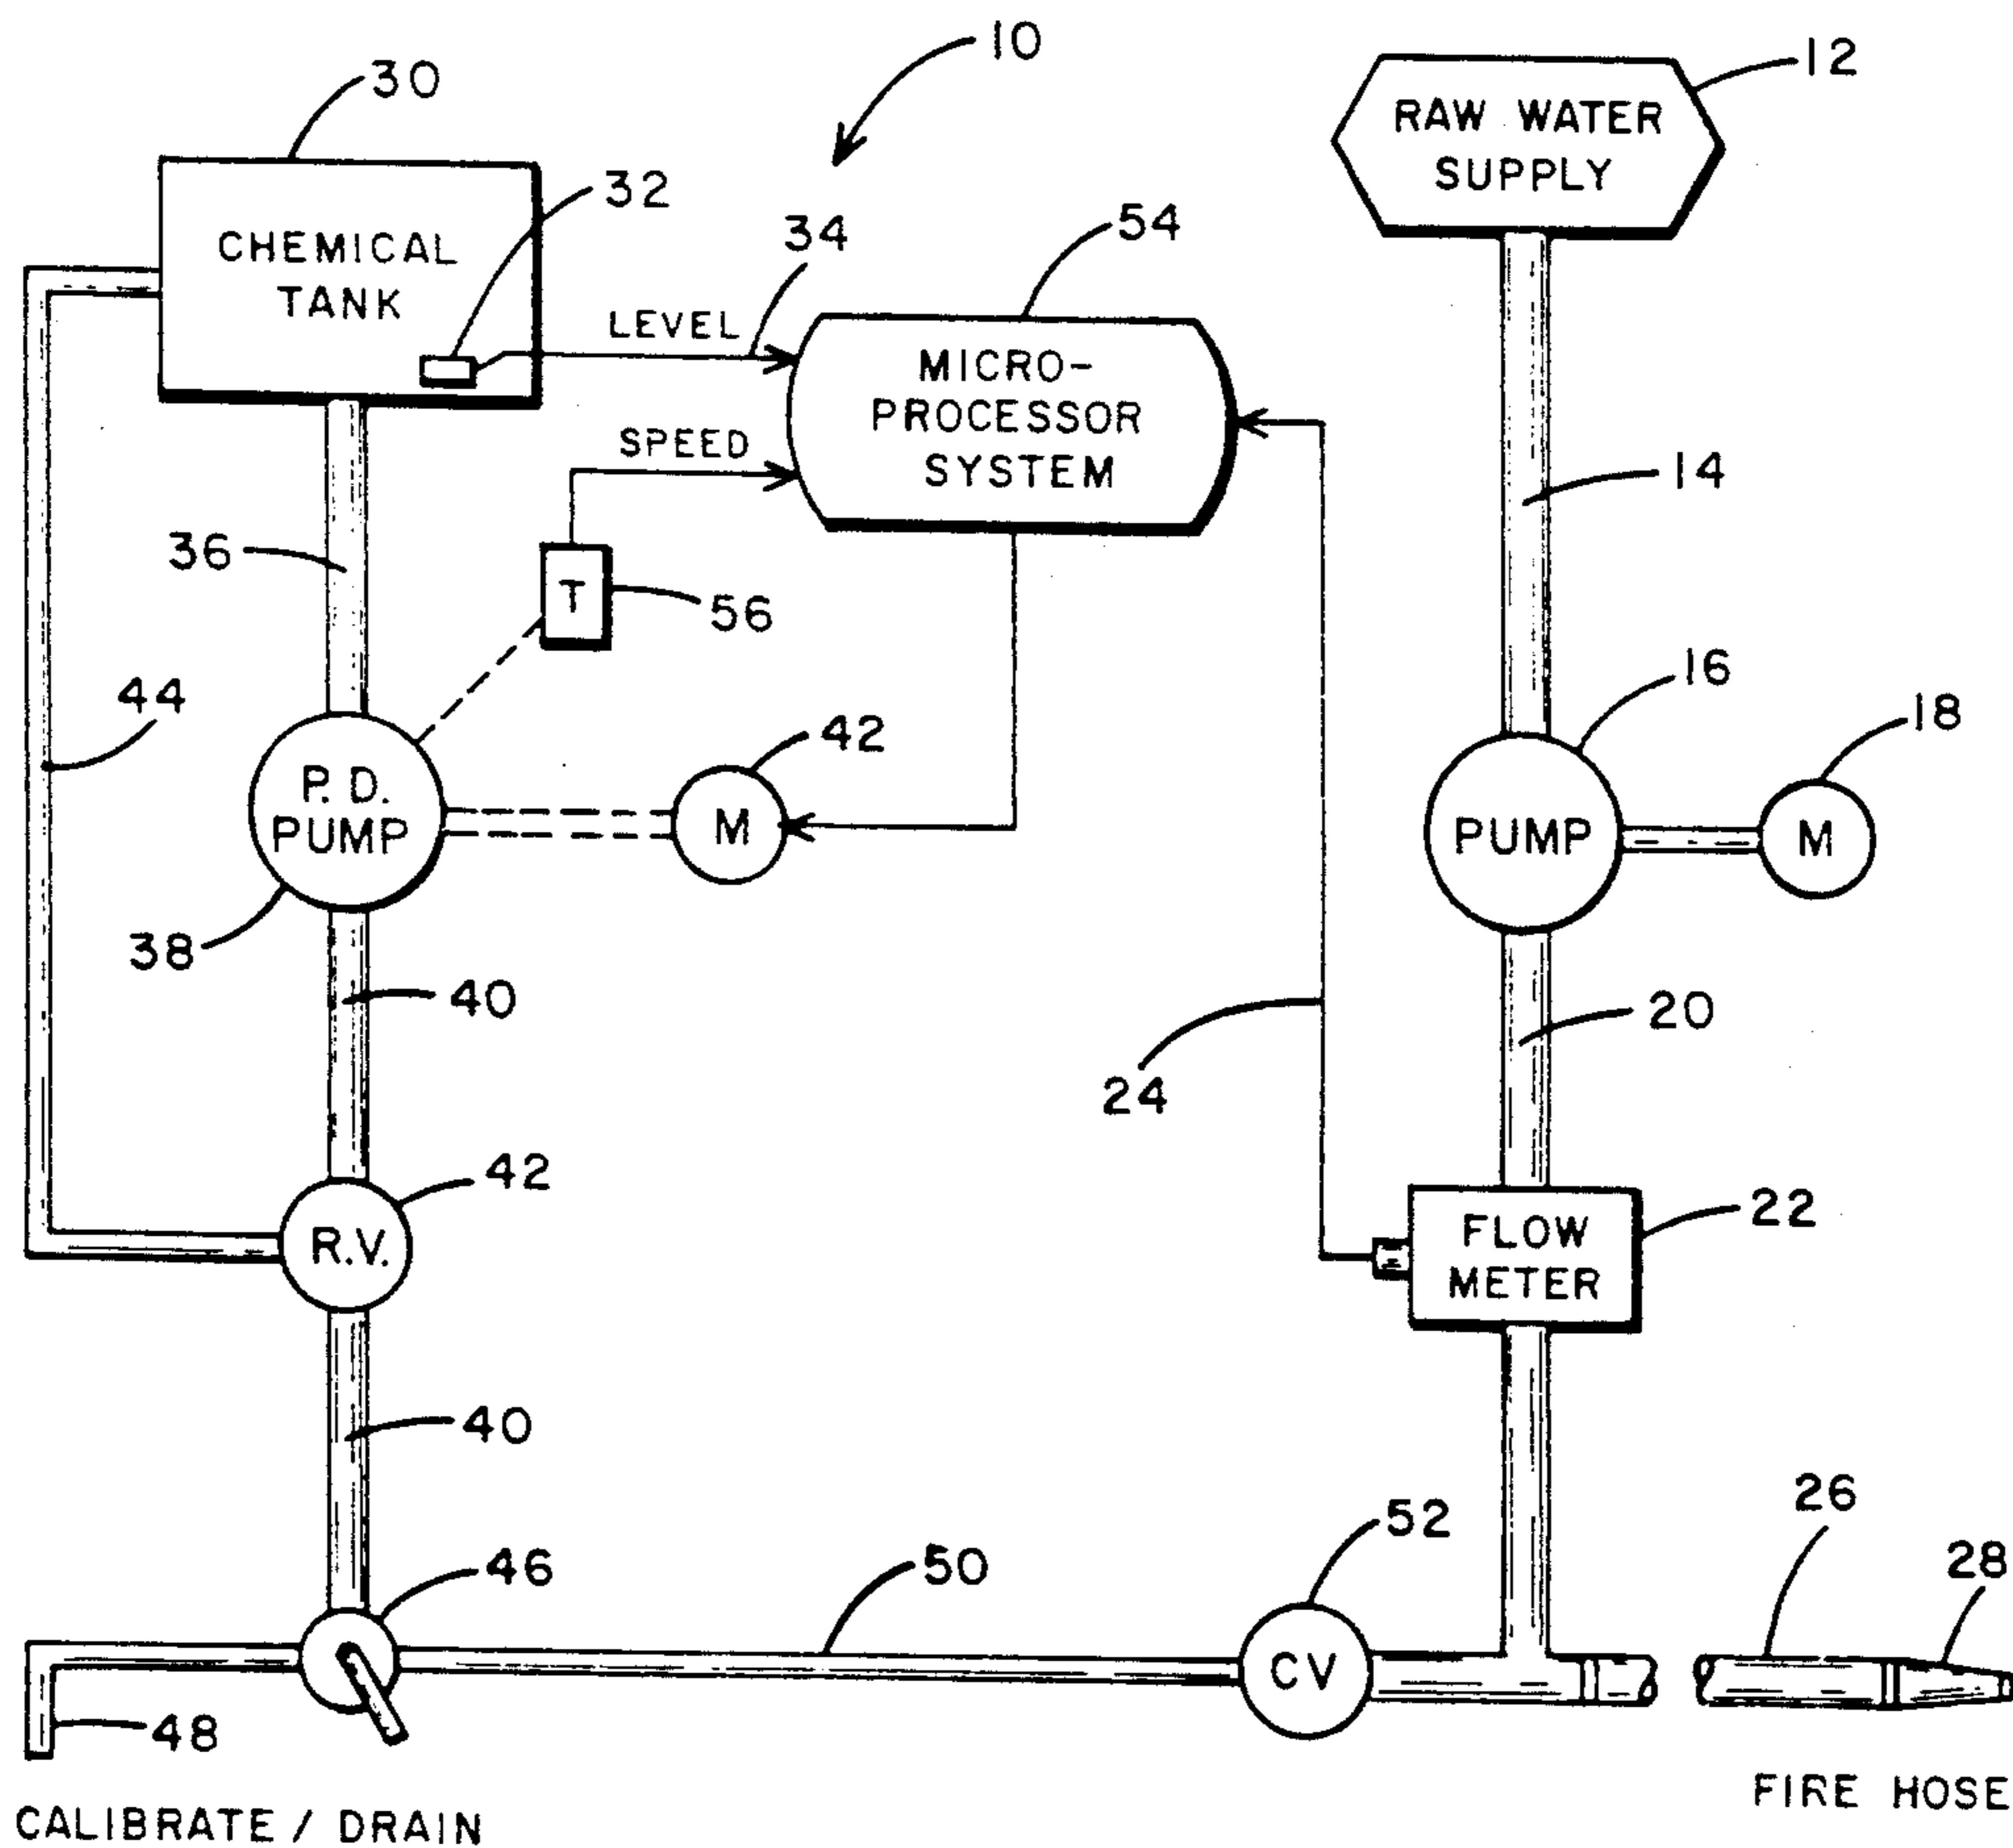 10
30
12
RAW WATER
SUPPLY
32
34
54
CHEMICAL
TANK
LEVEL
MICRO-
PROCESSOR
SYSTEM
SPEED
14
36
T
56
16
44
42
18
P. D.
PUMP
M
PUMP
M
38
40
20
24
42
22
R.V.
FLOW
METER
40
26
52
28
46
50
CV
48
FIRE HOSE
CALIBRATE / DRAIN